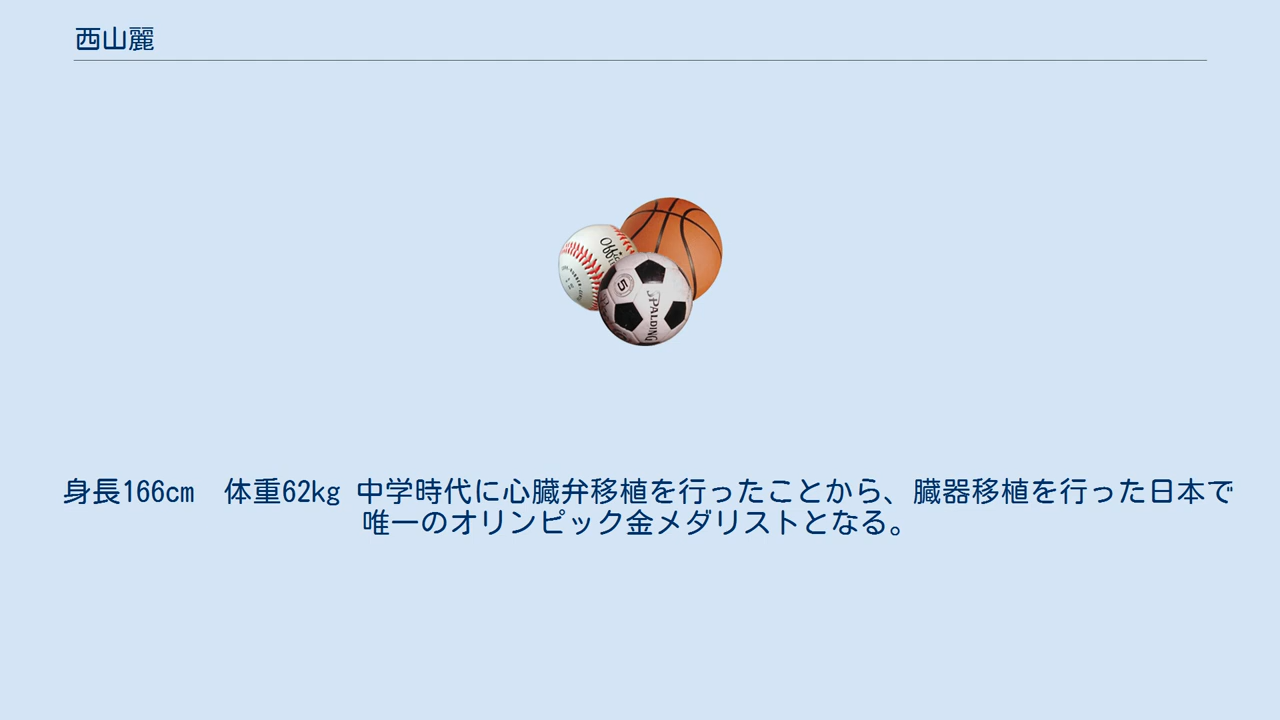 西山麗
Offic
5
SPALDING
身長166cm　体重62kg 中学時代に心臓弁移植を行ったことから、臓器移植を行った日本で
唯一のオリンピック金メダリストとなる。